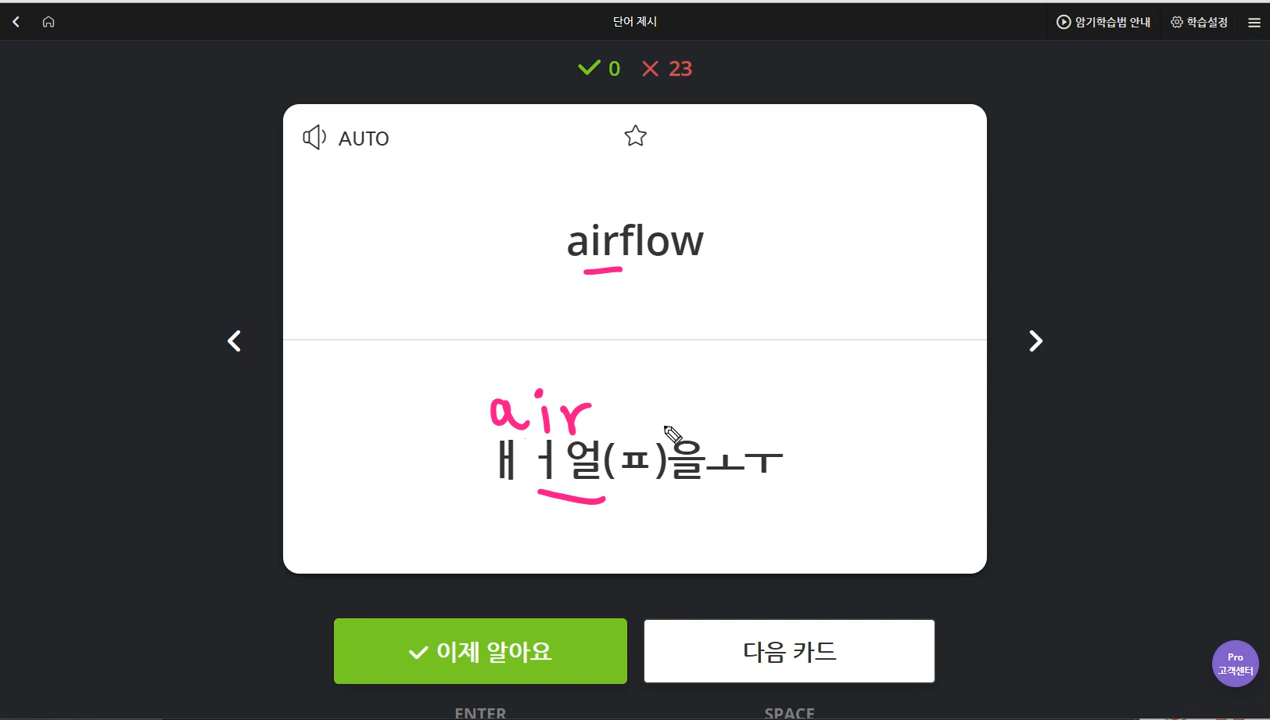 단어 제시
암기학습법 안내
학습설정
0 23
AUTO
airflow
air
ㅐㅓ얼(ㅍ)을ㅗㅜ
이제 알아요
다음 카드
Pro
고객센터
ENTER
SPACE